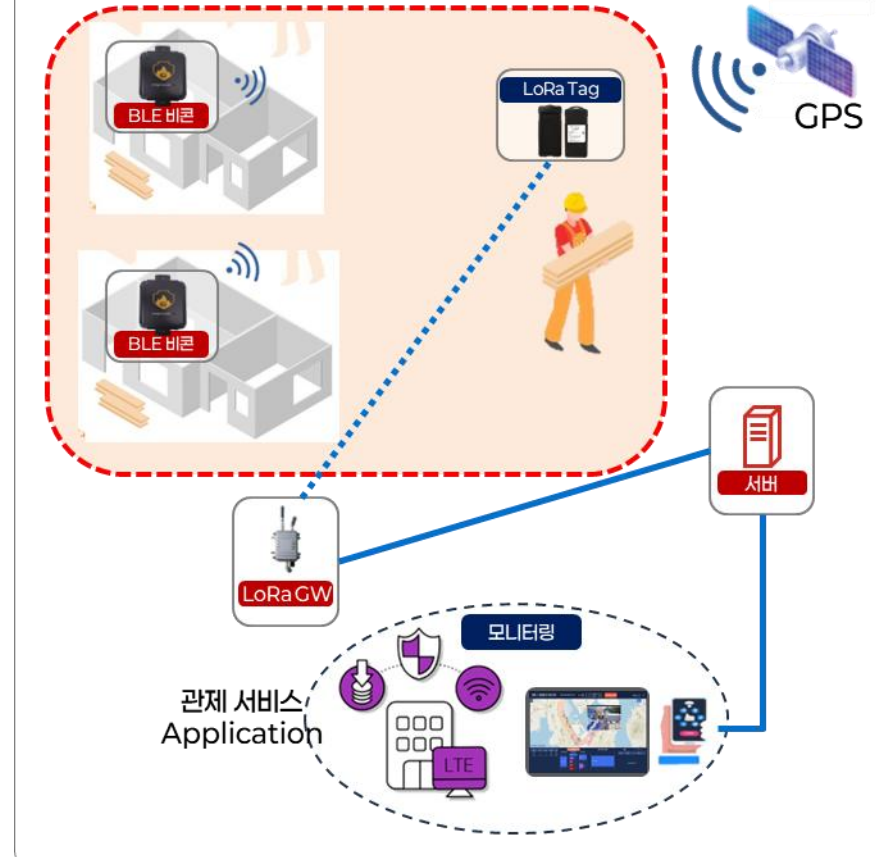 BLE 비콘
LoRa Tag
GPS
BLE 비콘
서버
LoRa GW
모니터링
관제 서비스
Application
LTE